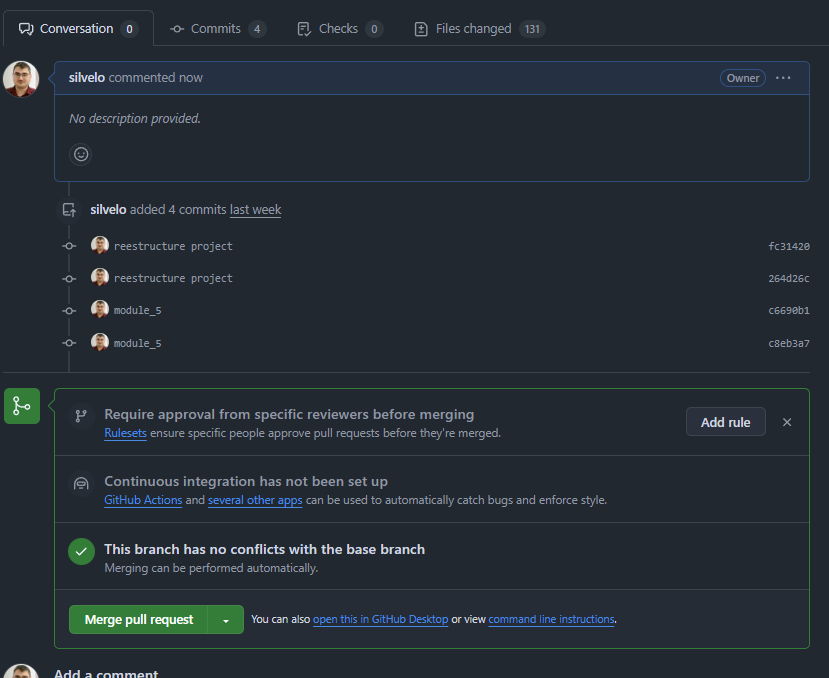 Conversation 0 Commits 4 Checks 0 Files changed 131
silvelo commented now Owner
No description provided.
silvelo added 4 commits last week
reestructure project fc31420
reestructure project 264d26c
module_5 c6690b1
module_5 c8eb3a7
Require approval from specific reviewers before merging
Rulesets ensure specific people approve pull requests before they're merged.
Add rule
Continuous integration has not been set up
GitHub Actions and several other apps can be used to automatically catch bugs and enforce style.
This branch has no conflicts with the base branch
Merging can be performed automatically.
Merge pull request You can also open this in GitHub Desktop or view command line instructions.
Add a comment